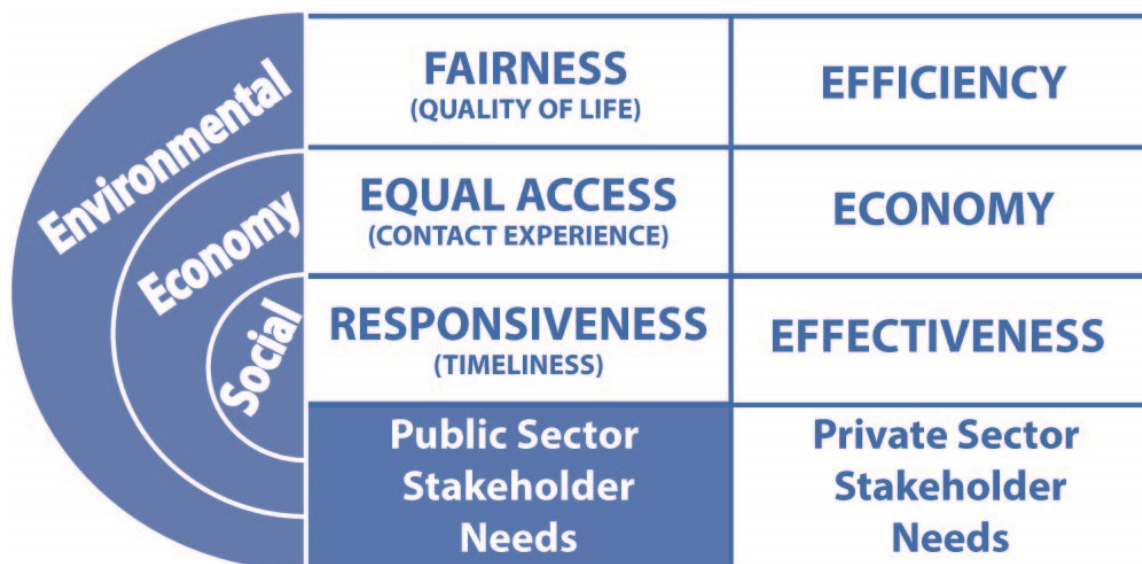 Environmental
Economy
Social
FAIRNESS
(QUALITY OF LIFE)
EFFICIENCY
EQUAL ACCESS
(CONTACT EXPERIENCE)
ECONOMY
RESPONSIVENESS
(TIMELINESS)
EFFECTIVENESS
Public Sector
Stakeholder
Needs
Private Sector
Stakeholder
Needs